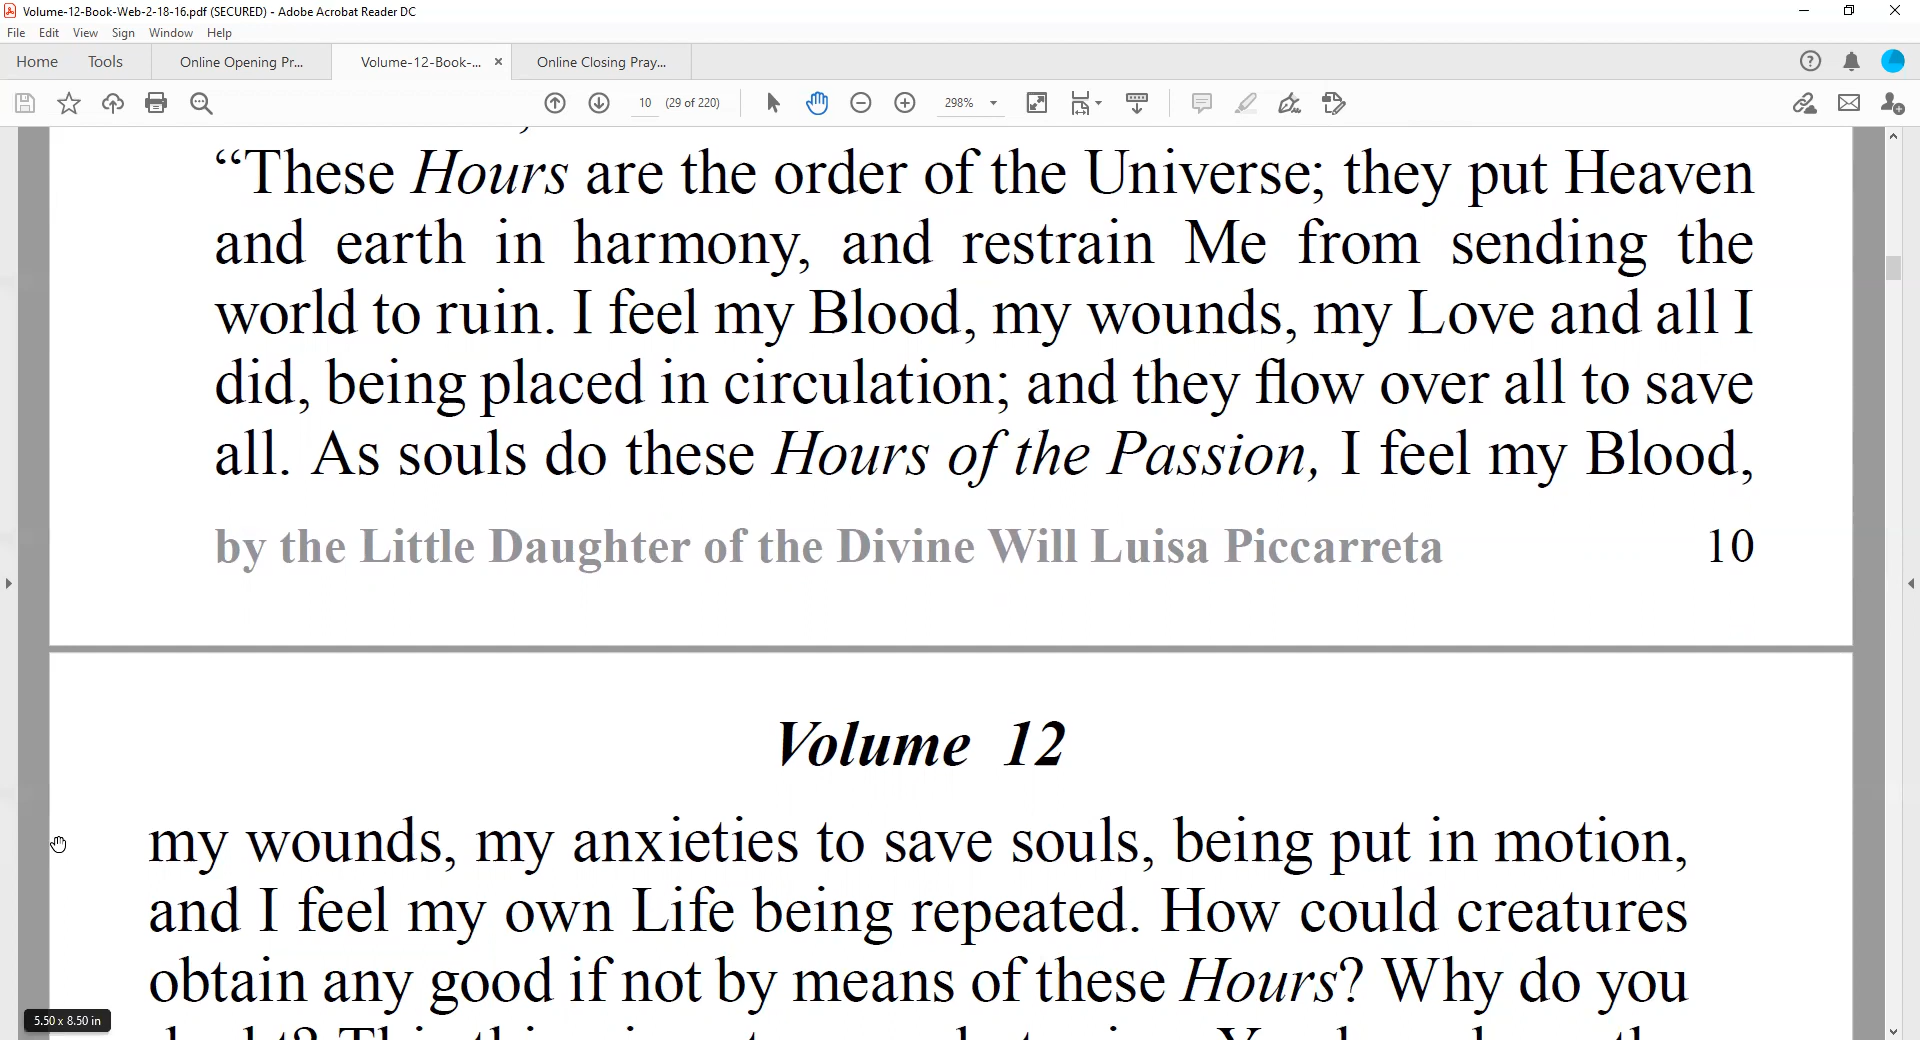 Volume-12-Book-Web-2-18-16.pdf (SECURED) - Adobe Acrobat Reader DC
File Edit View Sign Window Help
Home Tools Online Opening Pr... Volume-12-Book-... × Online Closing Pray...
10 (29 of 220) 298%
“These Hours are the order of the Universe; they put Heaven
and earth in harmony, and restrain Me from sending the
world to ruin. I feel my Blood, my wounds, my Love and all I
did, being placed in circulation; and they flow over all to save
all. As souls do these Hours of the Passion, I feel my Blood,
by the Little Daughter of the Divine Will Luisa Piccarreta 10
Volume 12
my wounds, my anxieties to save souls, being put in motion,
and I feel my own Life being repeated. How could creatures
obtain any good if not by means of these Hours? Why do you
5.50 x 8.50 in